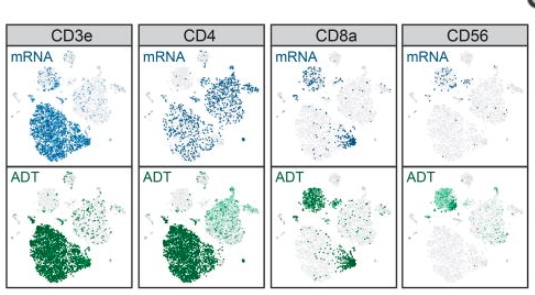 CD3e CD4 CD8a CD56
mRNA mRNA mRNA mRNA
ADT ADT ADT ADT